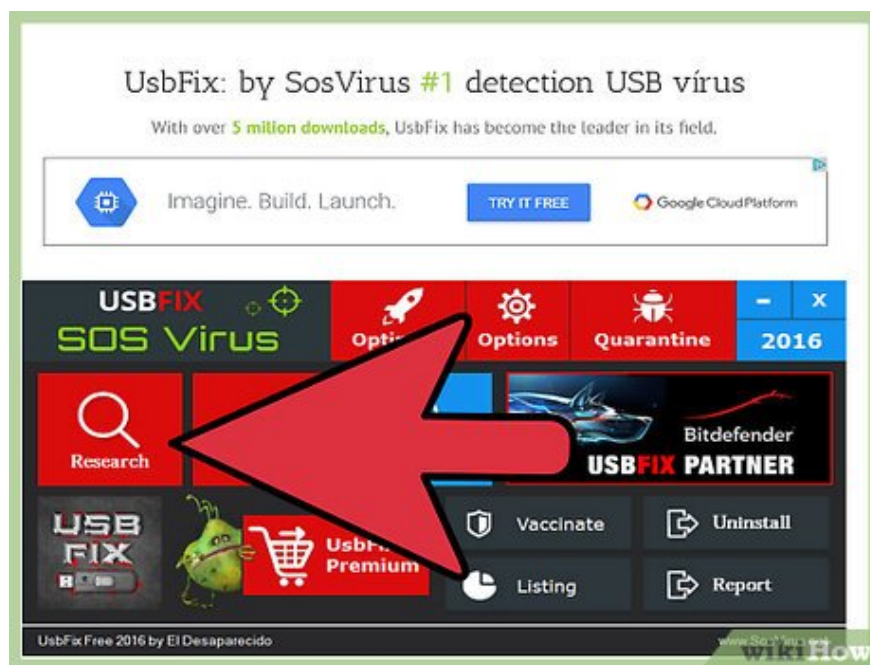 UsbFix: by SosVirus #1 detection USB vírus
With over 5 milion downloads, UsbFix has become the leader in its field.
Imagine. Build. Launch.
TRY IT FREE
Google Cloud Platform
USBFIX
SOS Virus
Options
Quarantine
- X
2016
Research
Bitdefender
USBFIX PARTNER
USB
FIX
Premium
Vaccinate
Uninstall
Listing
Report
UsbFix Free 2016 by El Desaparecido
wikiHow